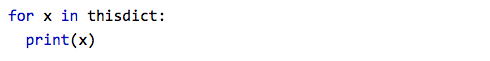 for x in thisdict:
  print(x)